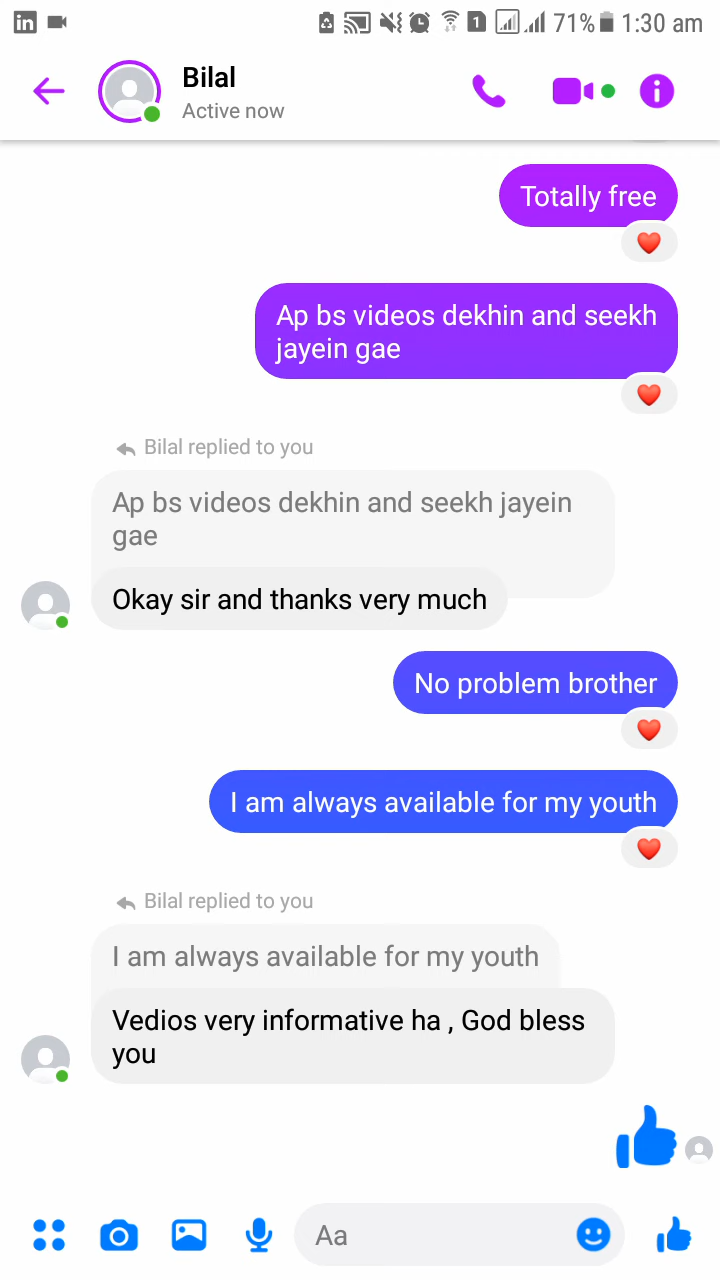 in
1
71%
1:30 am
Bilal
Active now
Totally free
Ap bs videos dekhin and seekh
jayein gae
Bilal replied to you
Ap bs videos dekhin and seekh jayein
gae
Okay sir and thanks very much
No problem brother
I am always available for my youth
Bilal replied to you
I am always available for my youth
Vedios very informative ha , God bless
you
Aa